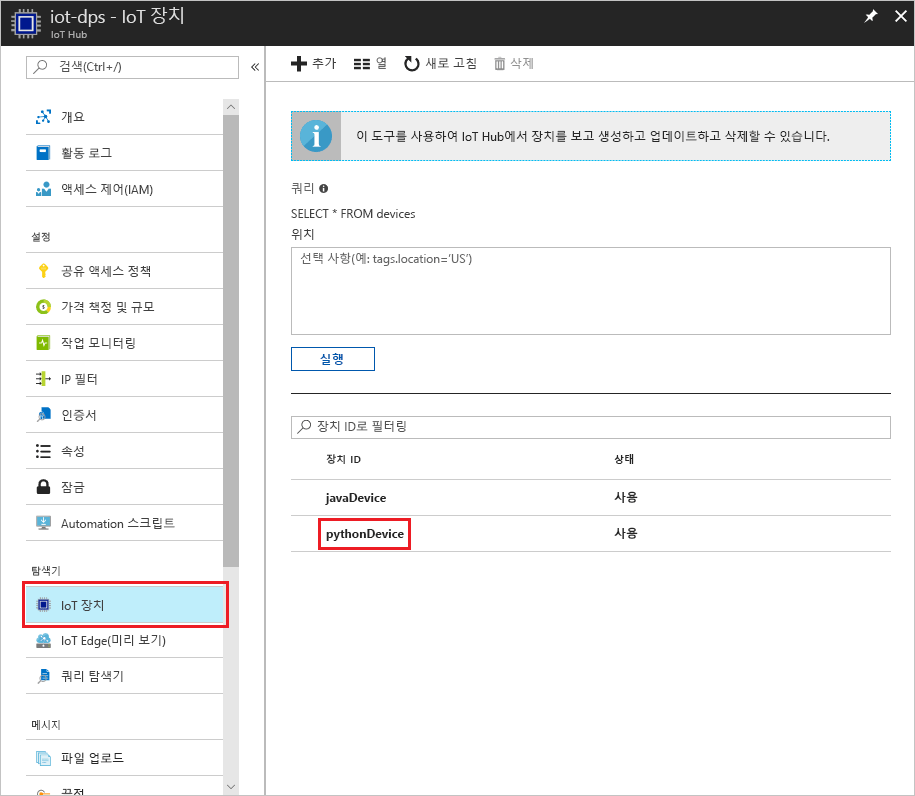 iot-dps - IoT 장치
IoT Hub
검색(Ctrl+/)
«
개요
활동 로그
액세스 제어(IAM)
설정
공유 액세스 정책
가격 책정 및 규모
작업 모니터링
IP 필터
인증서
속성
잠금
Automation 스크립트
탐색기
IoT 장치
IoT Edge(미리 보기)
쿼리 탐색기
메시지
파일 업로드
추가 열 새로 고침 삭제
이 도구를 사용하여 IoT Hub에서 장치를 보고 생성하고 업데이트하고 삭제할 수 있습니다.
쿼리
SELECT * FROM devices
위치
선택 사항(예: tags.location='US')
실행
장치 ID로 필터링
장치 ID 상태
javaDevice 사용
pythonDevice 사용